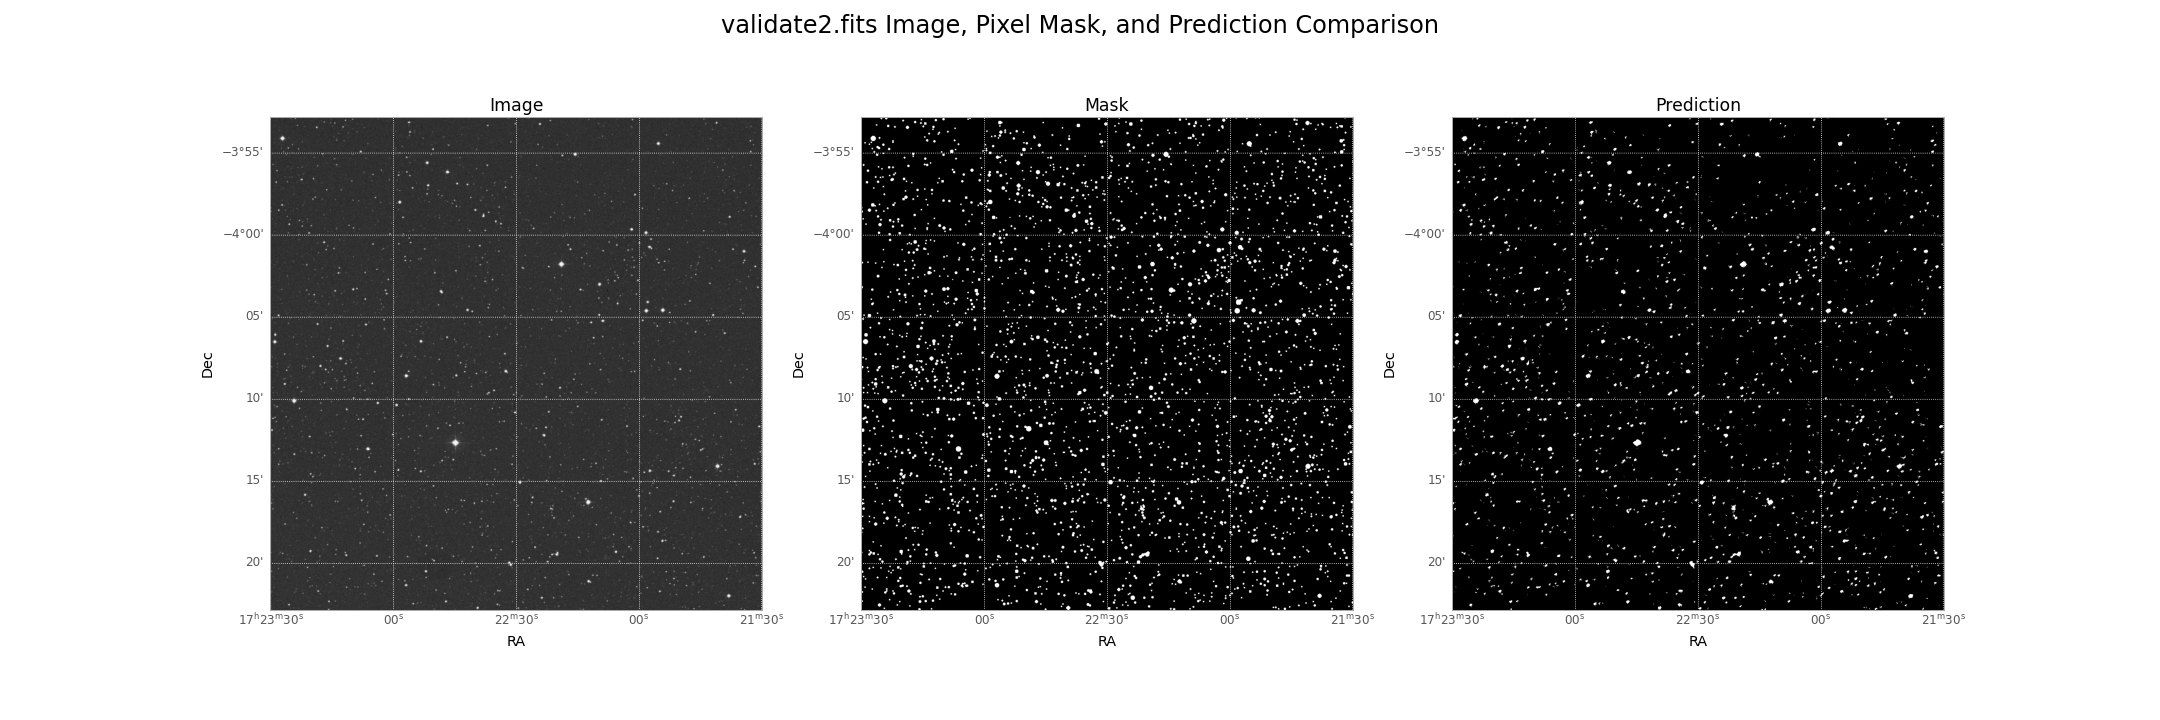 validate2.fits Image, Pixel Mask, and Prediction Comparison
Image
−3°55'
−4°00'
05'
10'
15'
20'
Dec
17ʰ23ᵐ30ˢ 00ˢ 22ᵐ30ˢ 00ˢ 21ᵐ30ˢ
RA
Mask
−3°55'
−4°00'
05'
10'
15'
20'
Dec
17ʰ23ᵐ30ˢ 00ˢ 22ᵐ30ˢ 00ˢ 21ᵐ30ˢ
RA
Prediction
−3°55'
−4°00'
05'
10'
15'
20'
Dec
17ʰ23ᵐ30ˢ 00ˢ 22ᵐ30ˢ 00ˢ 21ᵐ30ˢ
RA